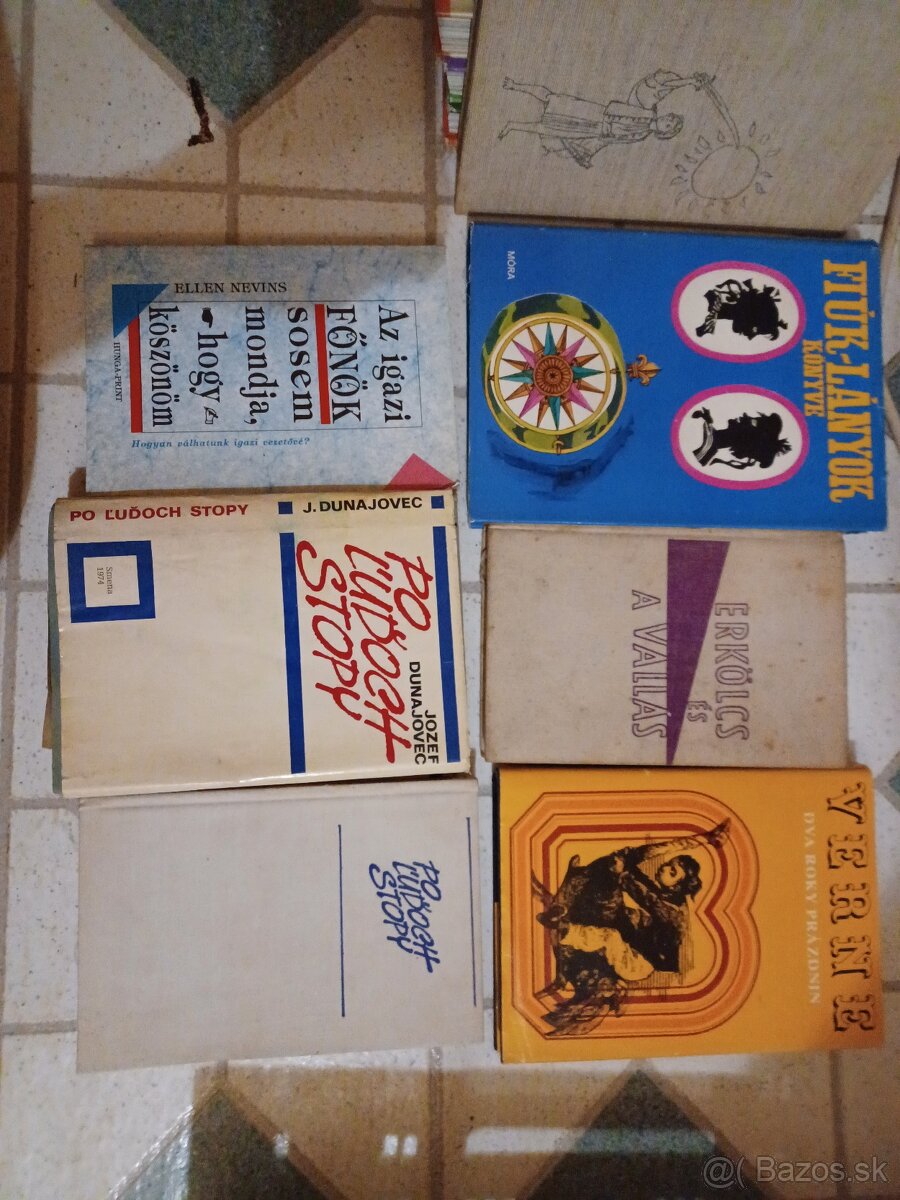 ELLEN NEVINS
Az igazi
FŐNÖK
sosem
mondja,
hogy
köszönöm
HUNGA-PRINT
Hogyan válhatunk igazi vezetővé?
MÓRA
FIÚK-LÁNYOK
KÖNYVE
PO ĽUĎOCH STOPY
J. DUNAJOVEC
Smena
1974
PO
ĽUĎOCH
STOPY
JOZEF
DUNAJOVEC
ERKÖLCS
ÉS
A VALLÁS
PO
ĽUĎOCH
STOPY
VERNE
DVA ROKY PRÁZDNIN
@( Bazos.sk